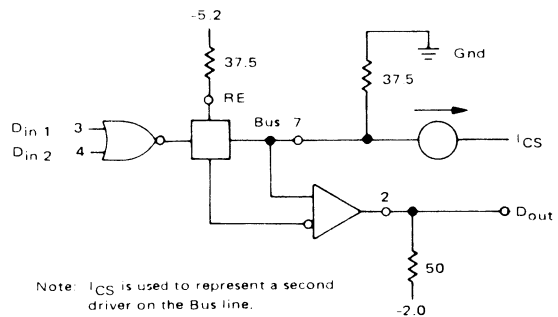 -5.2
37.5
RE
Gnd
37.5
Din 1 3
Din 2 4
Bus 7
ICS
2
Dout
50
-2.0
Note: ICS is used to represent a second
driver on the Bus line.